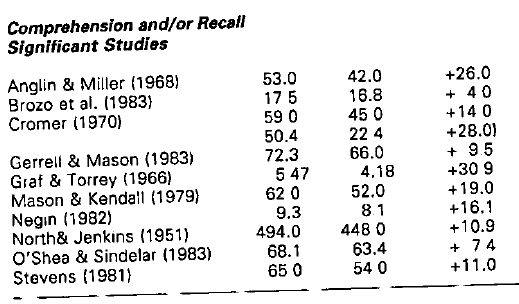 Comprehension and/or Recall
Significant Studies
Anglin & Miller (1968) 53.0 42.0 +26.0
Brozo et al. (1983) 17 5 16.8 + 4 0
Cromer (1970) 59 0 45 0 +14 0
50.4 22 4 +28.0)
Gerrell & Mason (1983) 72.3 66.0 + 9 5
Graf & Torrey (1966) 5 47 4.18 +30 9
Mason & Kendall (1979) 62 0 52.0 +19.0
Negin (1982) 9.3 8 1 +16.1
North& Jenkins (1951) 494.0 448 0 +10.9
O'Shea & Sindelar (1983) 68.1 63.4 + 7 4
Stevens (1981) 65 0 54 0 +11.0